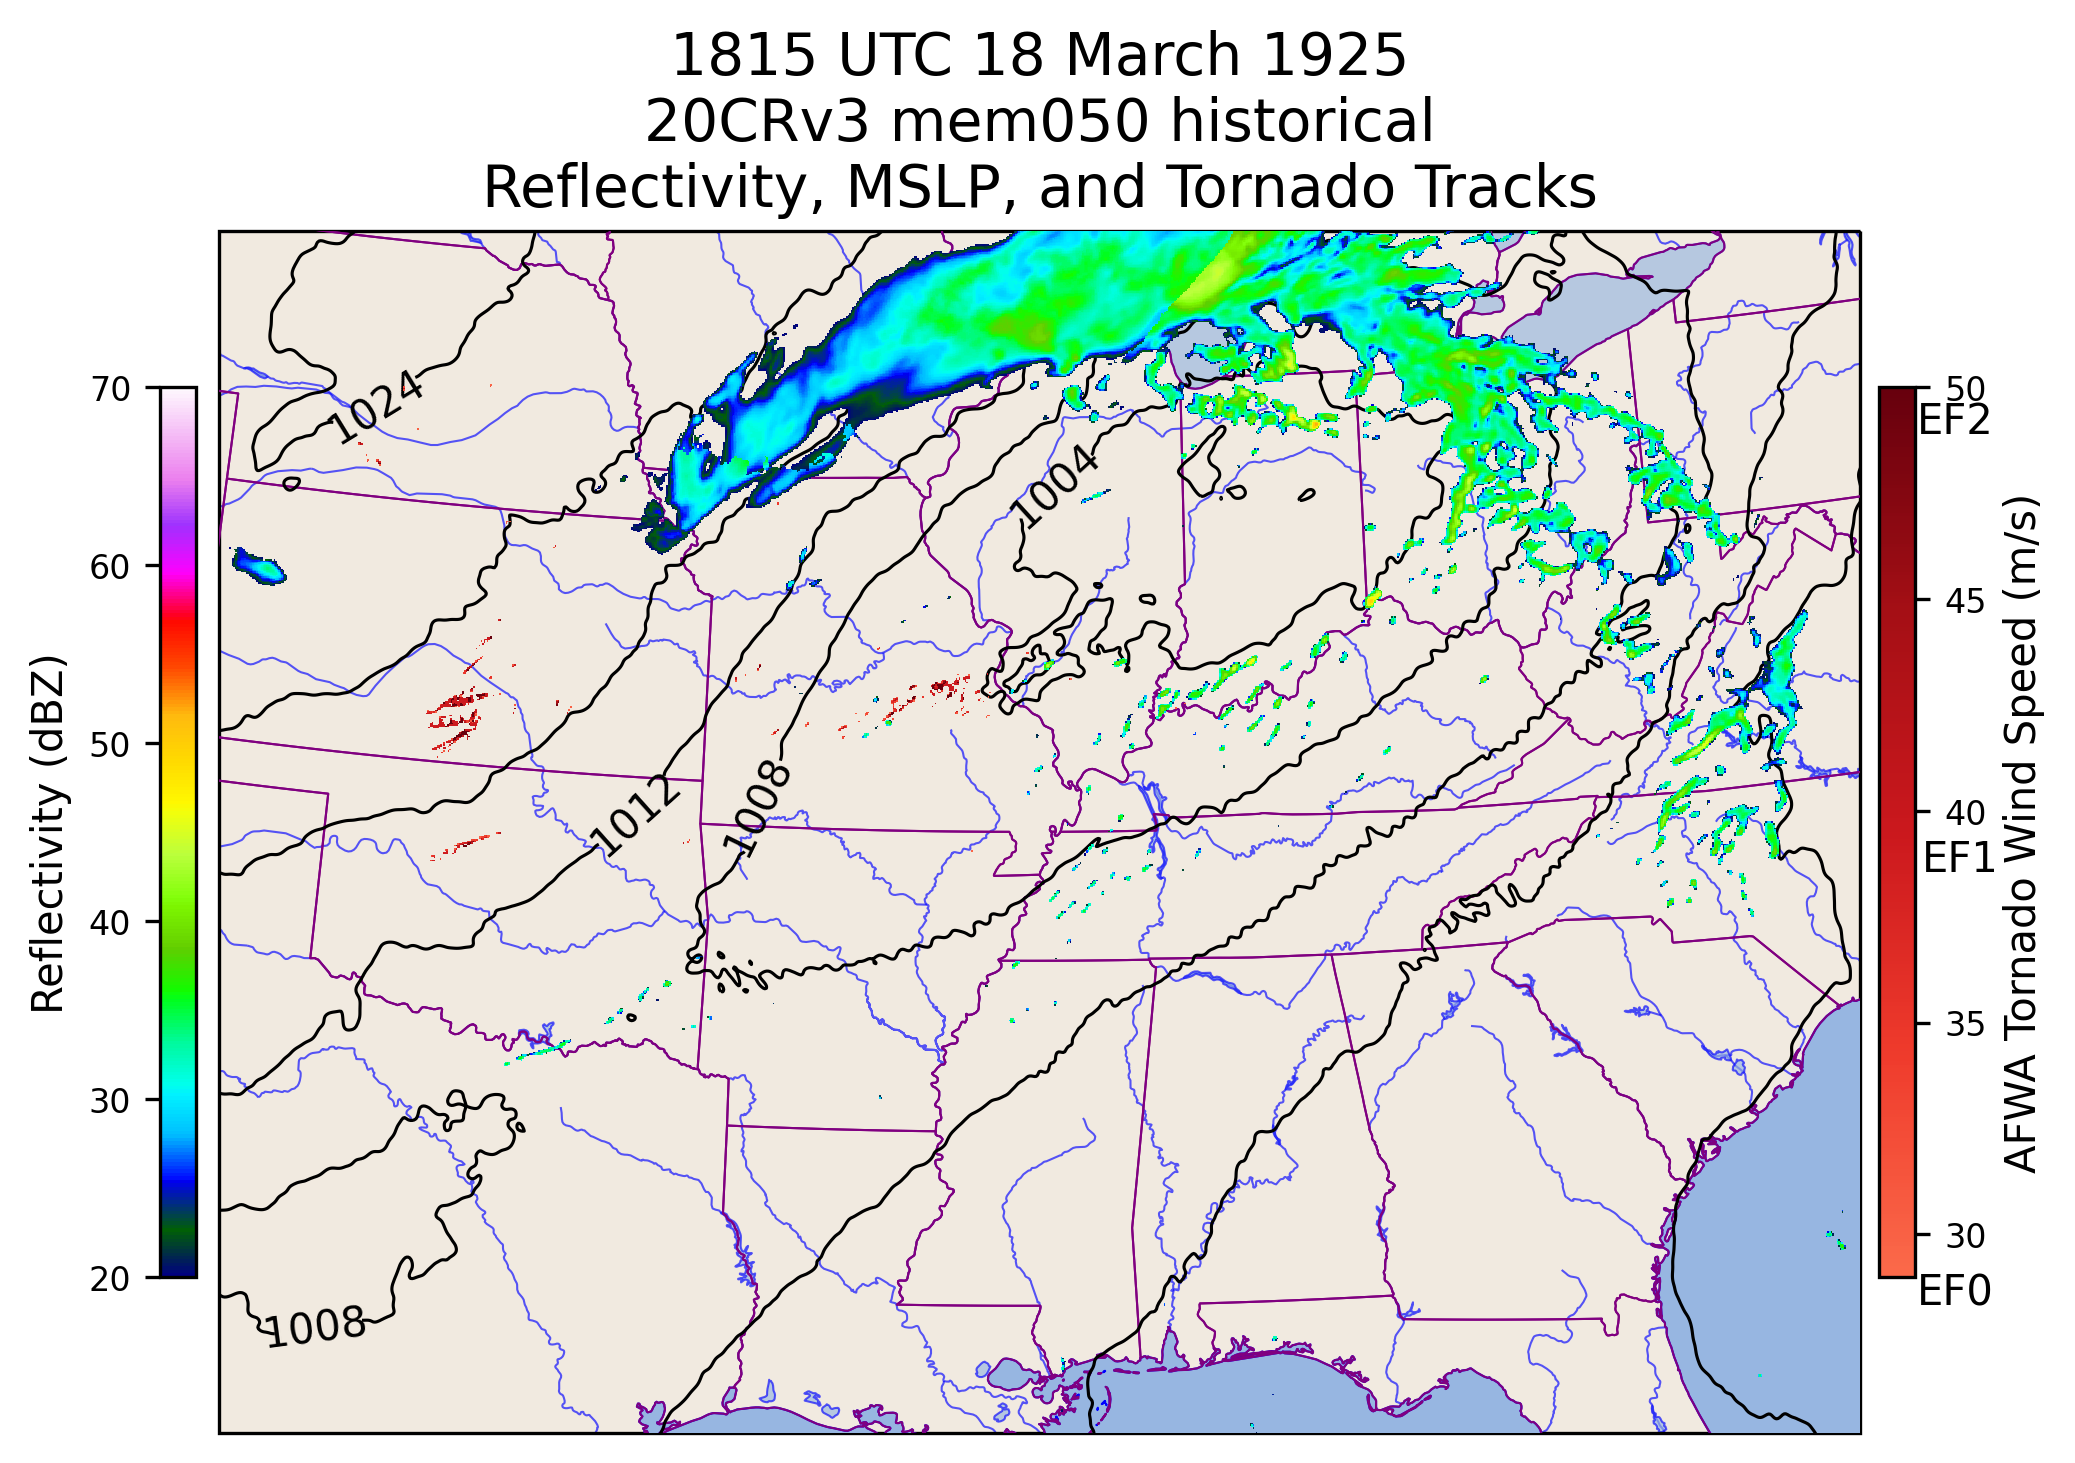 1815 UTC 18 March 1925
20CRv3 mem050 historical
Reflectivity, MSLP, and Tornado Tracks
70
60
50
40
30
20
Reflectivity (dBZ)
1024
1004
1012
1008
1008
50
EF2
45
40
EF1
35
30
EF0
AFWA Tornado Wind Speed (m/s)